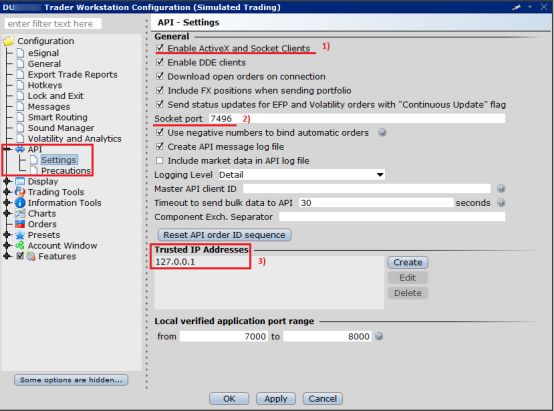 DU Trader Workstation Configuration (Simulated Trading)
enter filter text here
Configuration
eSignal
General
Export Trade Reports
Hotkeys
Lock and Exit
Messages
Smart Routing
Sound Manager
Volatility and Analytics
API
Settings
Precautions
Display
Trading Tools
Information Tools
Charts
Orders
Presets
Account Window
Features
Some options are hidden...
API - Settings
General
Enable ActiveX and Socket Clients 1)
Enable DDE clients
Download open orders on connection
Include FX positions when sending portfolio
Send status updates for EFP and Volatility orders with "Continuous Update" flag
Socket port 7496 2)
Use negative numbers to bind automatic orders
Create API message log file
Include market data in API log file
Logging Level Detail
Master API client ID
Timeout to send bulk data to API 30 seconds
Component Exch. Separator
Reset API order ID sequence
Trusted IP Addresses
127.0.0.1 3)
Create
Edit
Delete
Local verified application port range
from 7000 to 8000
OK Apply Cancel